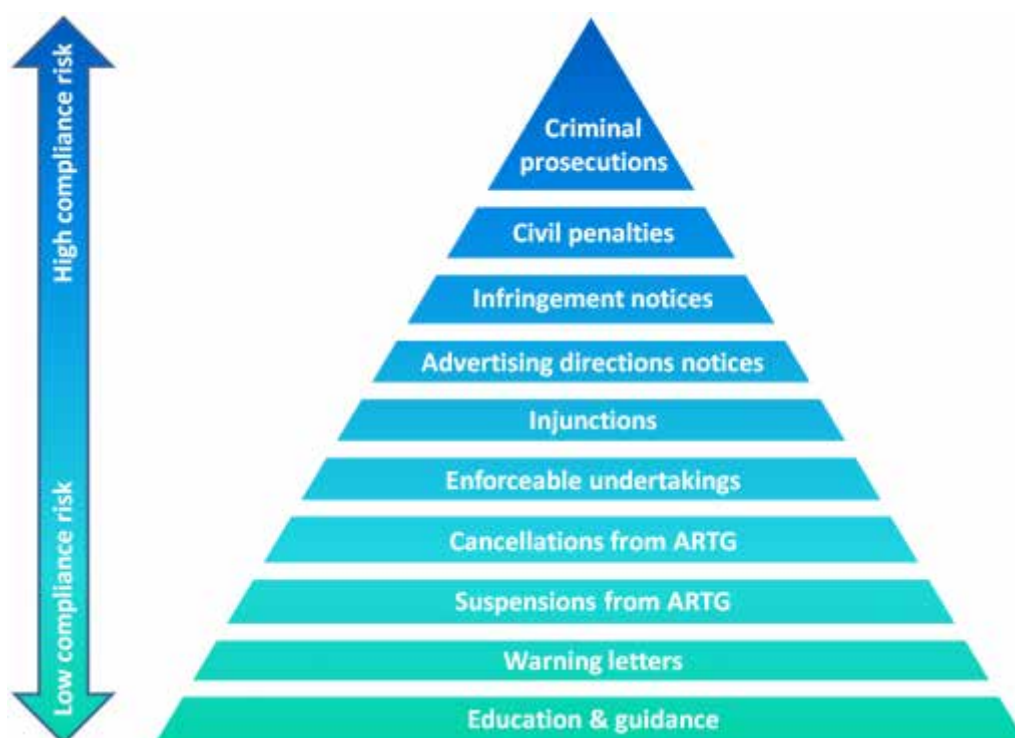 High compliance risk
Low compliance risk
Criminal
prosecutions
Civil penalties
Infringement notices
Advertising directions notices
Injunctions
Enforceable undertakings
Cancellations from ARTG
Suspensions from ARTG
Warning letters
Education & guidance